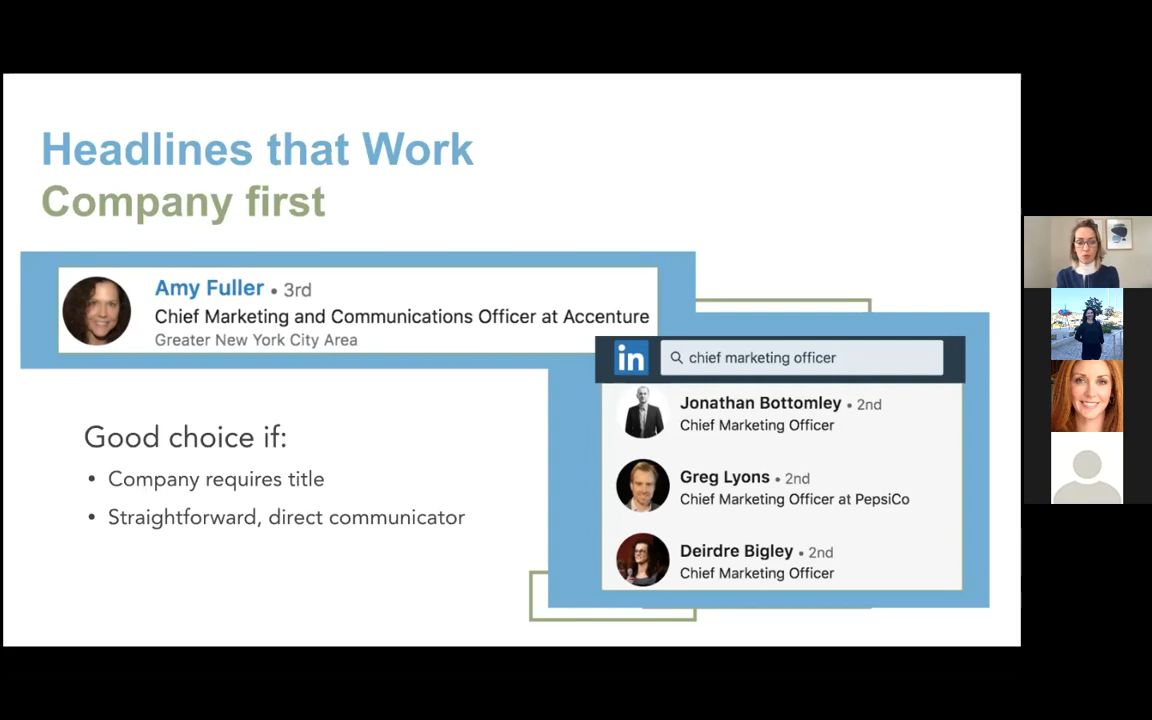 Headlines that Work
Company first
Amy Fuller • 3rd
Chief Marketing and Communications Officer at Accenture
Greater New York City Area
in
chief marketing officer
Jonathan Bottomley • 2nd
Chief Marketing Officer
Greg Lyons • 2nd
Chief Marketing Officer at PepsiCo
Deirdre Bigley • 2nd
Chief Marketing Officer
Good choice if:
• Company requires title
• Straightforward, direct communicator